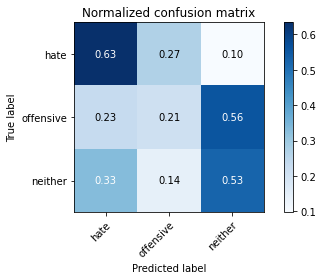 Normalized confusion matrix
hate 0.63 0.27 0.10
offensive 0.23 0.21 0.56
neither 0.33 0.14 0.53
hate offensive neither
True label
Predicted label
0.6
0.5
0.4
0.3
0.2
0.1